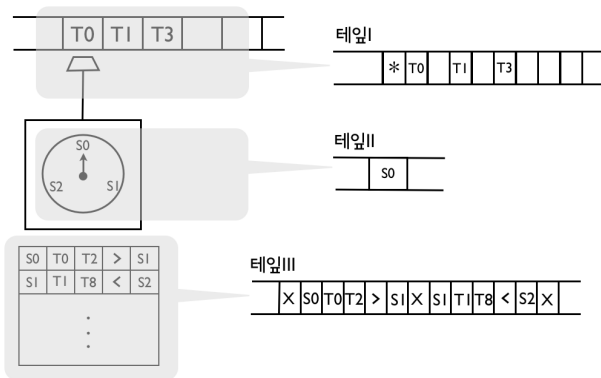 T0 T1 T3
테잎I
* T0 T1 T3
S0
S2 S1
테잎II
S0
S0 T0 T2 > S1
S1 T1 T8 < S2
테잎III
X S0 T0 T2 > S1 X S1 T1 T8 < S2 X